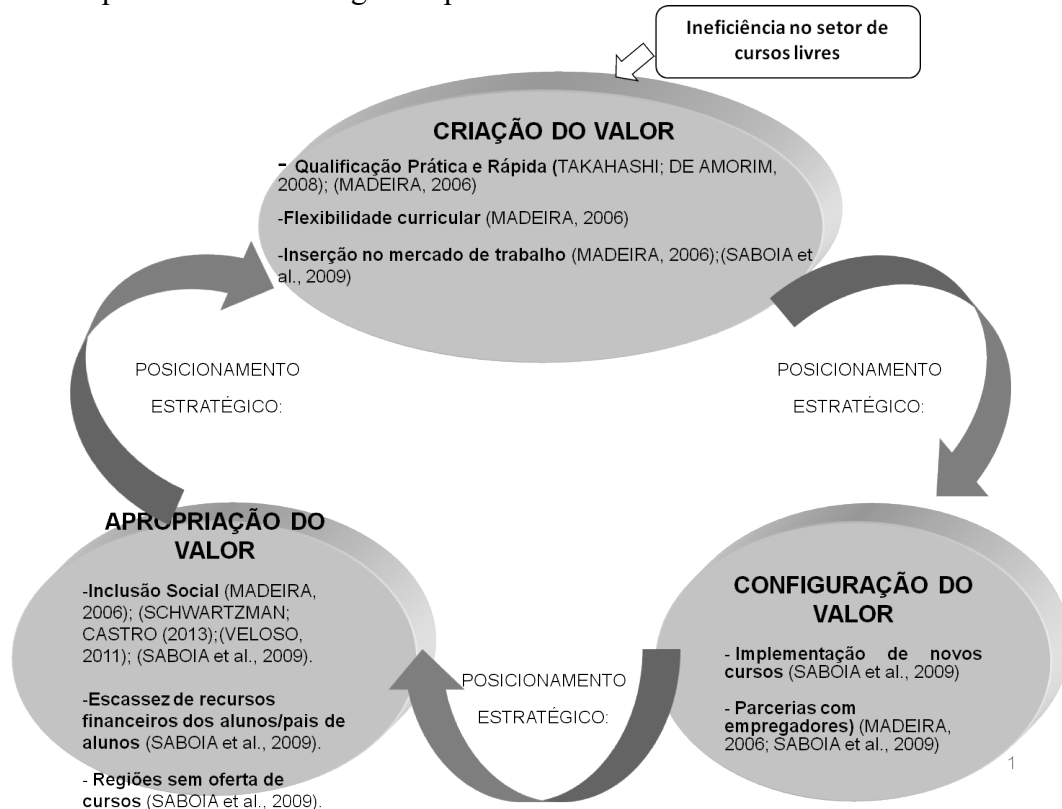 Ineficiência no setor de
cursos livres
CRIAÇÃO DO VALOR
- Qualificação Prática e Rápida (TAKAHASHI; DE AMORIM,
2008); (MADEIRA, 2006)
-Flexibilidade curricular (MADEIRA, 2006)
-Inserção no mercado de trabalho (MADEIRA, 2006);(SABOIA et
al., 2009)
POSICIONAMENTO
ESTRATÉGICO:
POSICIONAMENTO
ESTRATÉGICO:
APROPRIAÇÃO DO
VALOR
-Inclusão Social (MADEIRA,
2006); (SCHWARTZMAN;
CASTRO (2013);(VELOSO,
2011); (SABOIA et al., 2009).
-Escassez de recursos
financeiros dos alunos/pais de
alunos (SABOIA et al., 2009).
- Regiões sem oferta de
cursos (SABOIA et al., 2009).
POSICIONAMENTO
ESTRATÉGICO:
CONFIGURAÇÃO DO
VALOR
- Implementação de novos
cursos (SABOIA et al., 2009)
- Parcerias com
empregadores) (MADEIRA,
2006; SABOIA et al., 2009)
1